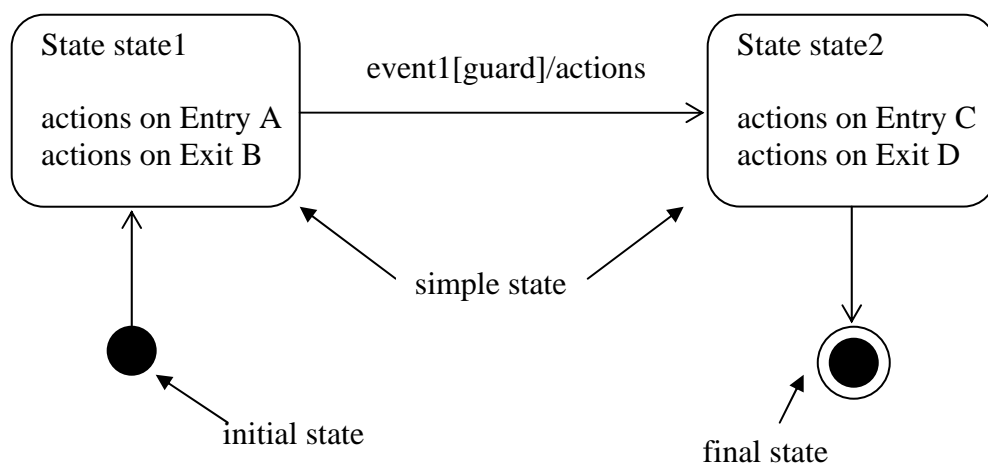 State state1
actions on Entry A
actions on Exit B
event1[guard]/actions
State state2
actions on Entry C
actions on Exit D
simple state
initial state
final state